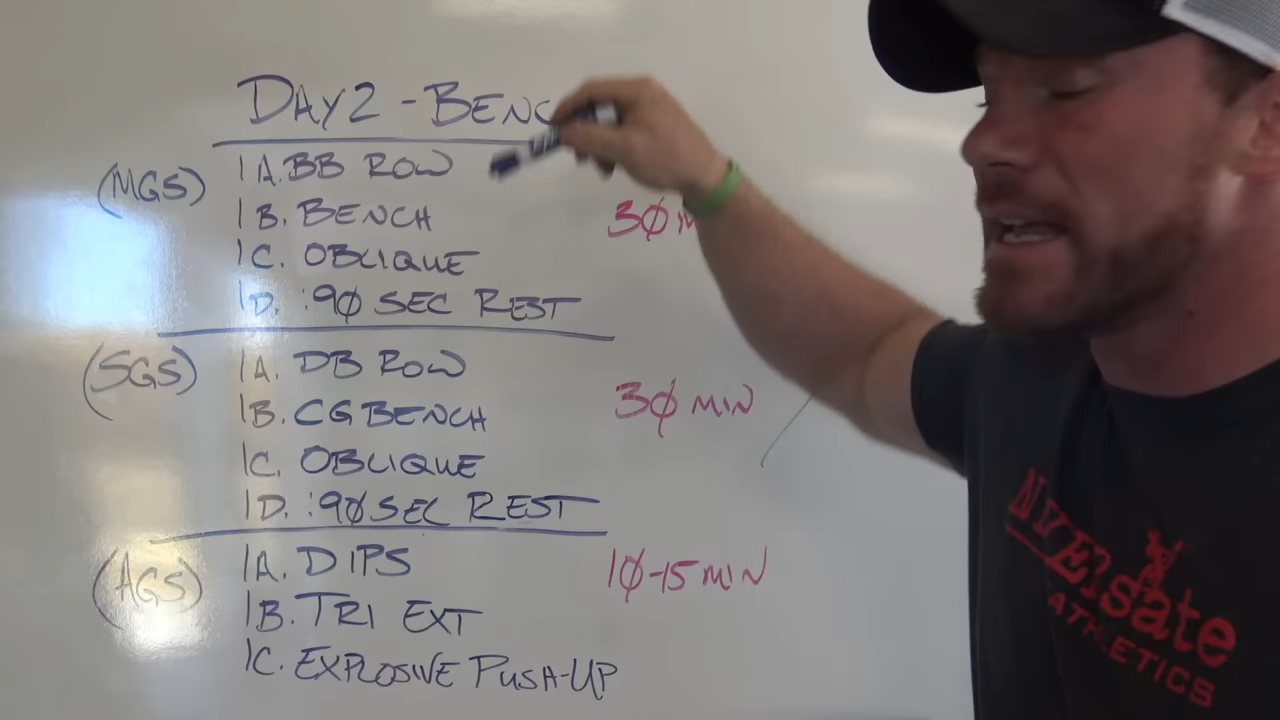 DAY 2 - BENC
(MGS)
1A. BB ROW
1B. BENCH
1C. OBLIQUE
1D. :90 SEC REST
30 M
(SGS)
1A. DB ROW
1B. CG BENCH
1C. OBLIQUE
1D. :90 SEC REST
30 MIN
(AGS)
1A. DIPS
1B. TRI EXT
1C. EXPLOSIVE PUSH-UP
10-15 MIN
ATHLETICS